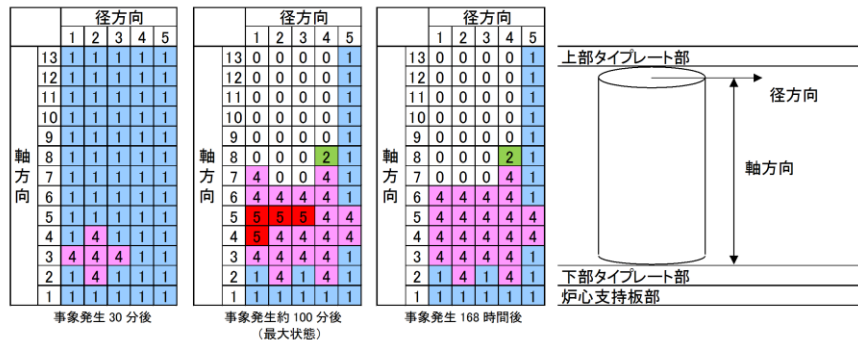 径方向
1 2 3 4 5
軸方向
13 1 1 1 1 1
12 1 1 1 1 1
11 1 1 1 1 1
10 1 1 1 1 1
9 1 1 1 1 1
8 1 1 1 1 1
7 1 1 1 1 1
6 1 1 1 1 1
5 1 1 1 1 1
4 1 4 1 1 1
3 4 4 4 1 1
2 1 4 1 1 1
1 1 1 1 1 1
事象発生 30 分後
径方向
1 2 3 4 5
軸方向
13 0 0 0 0 1
12 0 0 0 0 1
11 0 0 0 0 1
10 0 0 0 0 1
9 0 0 0 0 1
8 0 0 0 2 1
7 4 0 0 4 1
6 4 4 4 4 1
5 5 5 5 4 4
4 5 4 4 4 4
3 4 4 4 4 1
2 1 4 1 4 1
1 1 1 1 1 1
事象発生約 100 分後
(最大状態)
径方向
1 2 3 4 5
軸方向
13 0 0 0 0 1
12 0 0 0 0 1
11 0 0 0 0 1
10 0 0 0 0 1
9 0 0 0 0 1
8 0 0 0 2 1
7 0 0 0 4 1
6 4 4 4 4 1
5 4 4 4 4 4
4 4 4 4 4 4
3 4 4 4 4 1
2 1 4 1 4 1
1 1 1 1 1 1
事象発生 168 時間後
上部タイプレート部
径方向
軸方向
下部タイプレート部
炉心支持板部